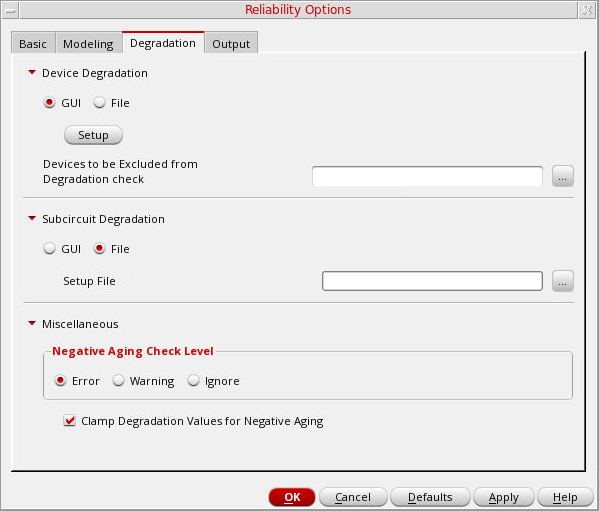 Reliability Options
Basic Modeling Degradation Output
Device Degradation
GUI File
Setup
Devices to be Excluded from
Degradation check
...
Subcircuit Degradation
GUI File
Setup File
...
Miscellaneous
Negative Aging Check Level
Error Warning Ignore
Clamp Degradation Values for Negative Aging
OK Cancel Defaults Apply Help